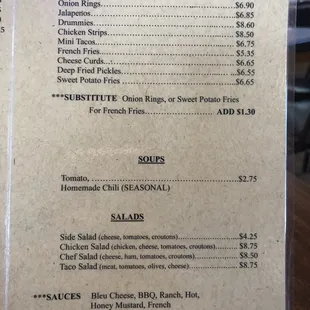 Onion Rings..........$6.90
Jalapenos..........$6.85
Drummies..........$8.60
Chicken Strips..........$8.50
Mini Tacos..........$6.75
French Fries..........$5.35
Cheese Curds..........$6.65
Deep Fried Pickles..........$6.55
Sweet Potato Fries..........$6.65
***SUBSTITUTE Onion Rings, or Sweet Potato Fries
For French Fries..........ADD $1.30
SOUPS
Tomato, ..........$2.75
Homemade Chili (SEASONAL)
SALADS
Side Salad (cheese, tomatoes, croutons)..........$4.25
Chicken Salad (chicken, cheese, tomatoes, croutons)..........$8.75
Chef Salad (cheese, ham, tomatoes, croutons)..........$8.50
Taco Salad (meat, tomatoes, olives, cheese)..........$8.75
***SAUCES Bleu Cheese, BBQ, Ranch, Hot,
Honey Mustard, French